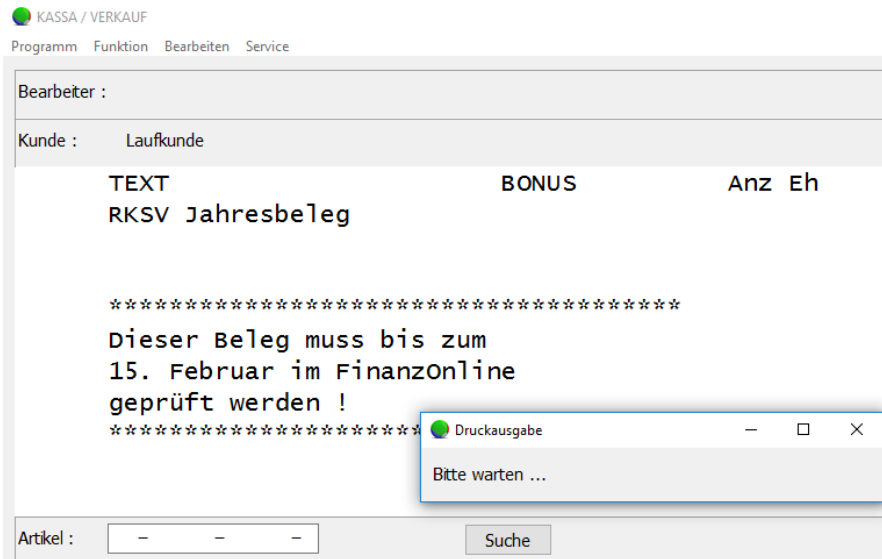 KASSA / VERKAUF
Programm Funktion Bearbeiten Service
Bearbeiter :
Kunde : Laufkunde
TEXT BONUS Anz Eh
RKSV Jahresbeleg
**************************************
Dieser Beleg muss bis zum
15. Februar im FinanzOnline
geprüft werden !
*********************
Druckausgabe
Bitte warten ...
Artikel : – – –
Suche